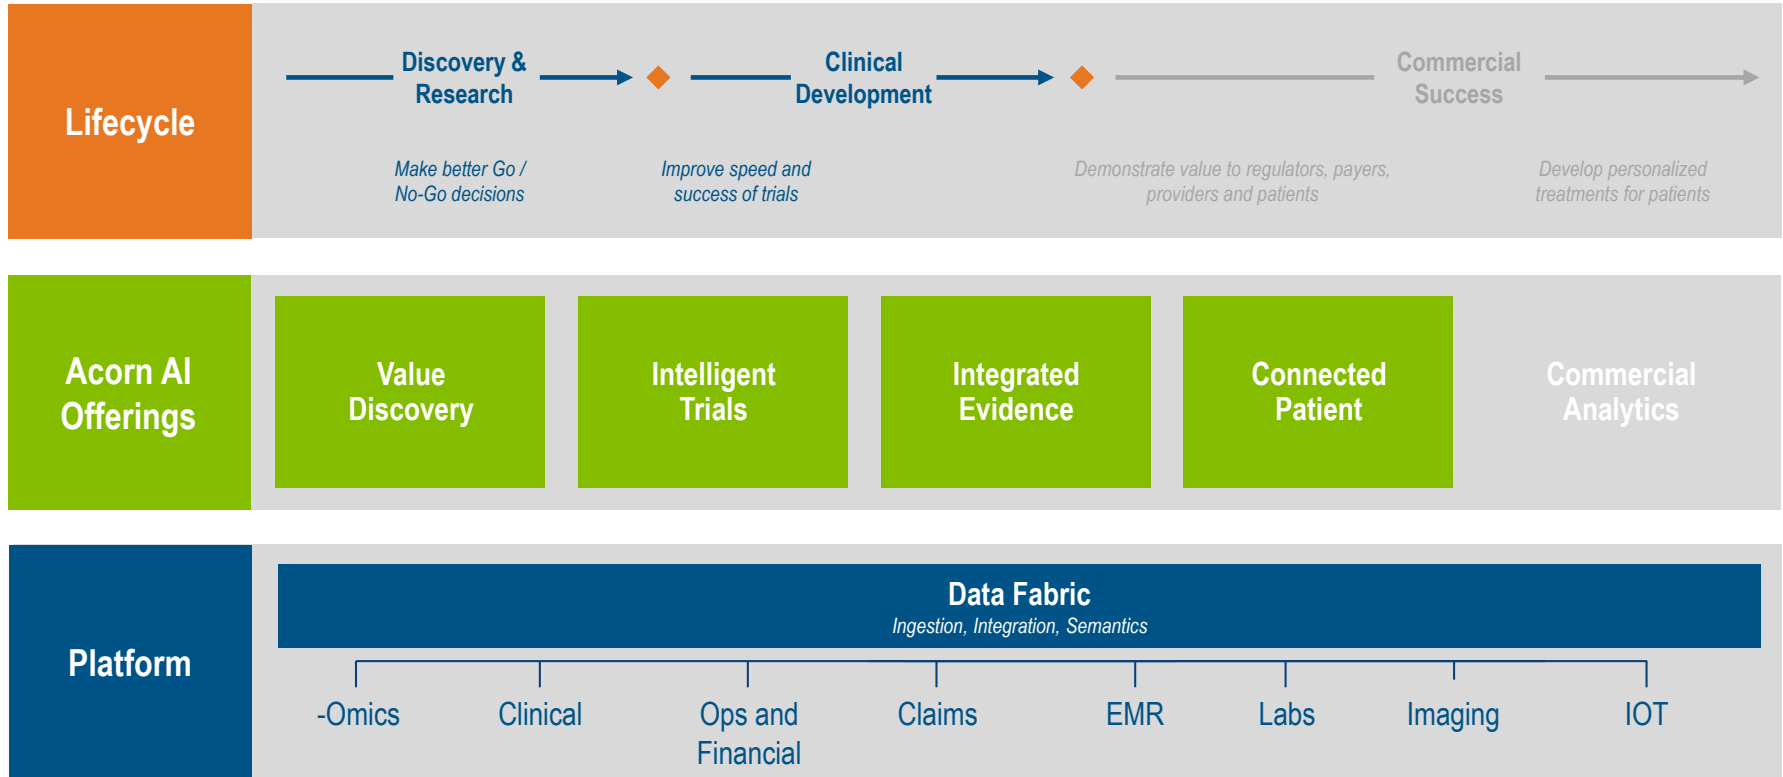 Lifecycle
Discovery &
Research
Clinical
Development
Commercial
Success
Make better Go /
No-Go decisions
Improve speed and
success of trials
Demonstrate value to regulators, payers,
providers and patients
Develop personalized
treatments for patients
Acorn AI
Offerings
Value
Discovery
Intelligent
Trials
Integrated
Evidence
Connected
Patient
Commercial
Analytics
Platform
Data Fabric
Ingestion, Integration, Semantics
-Omics
Clinical
Ops and
Financial
Claims
EMR
Labs
Imaging
IOT